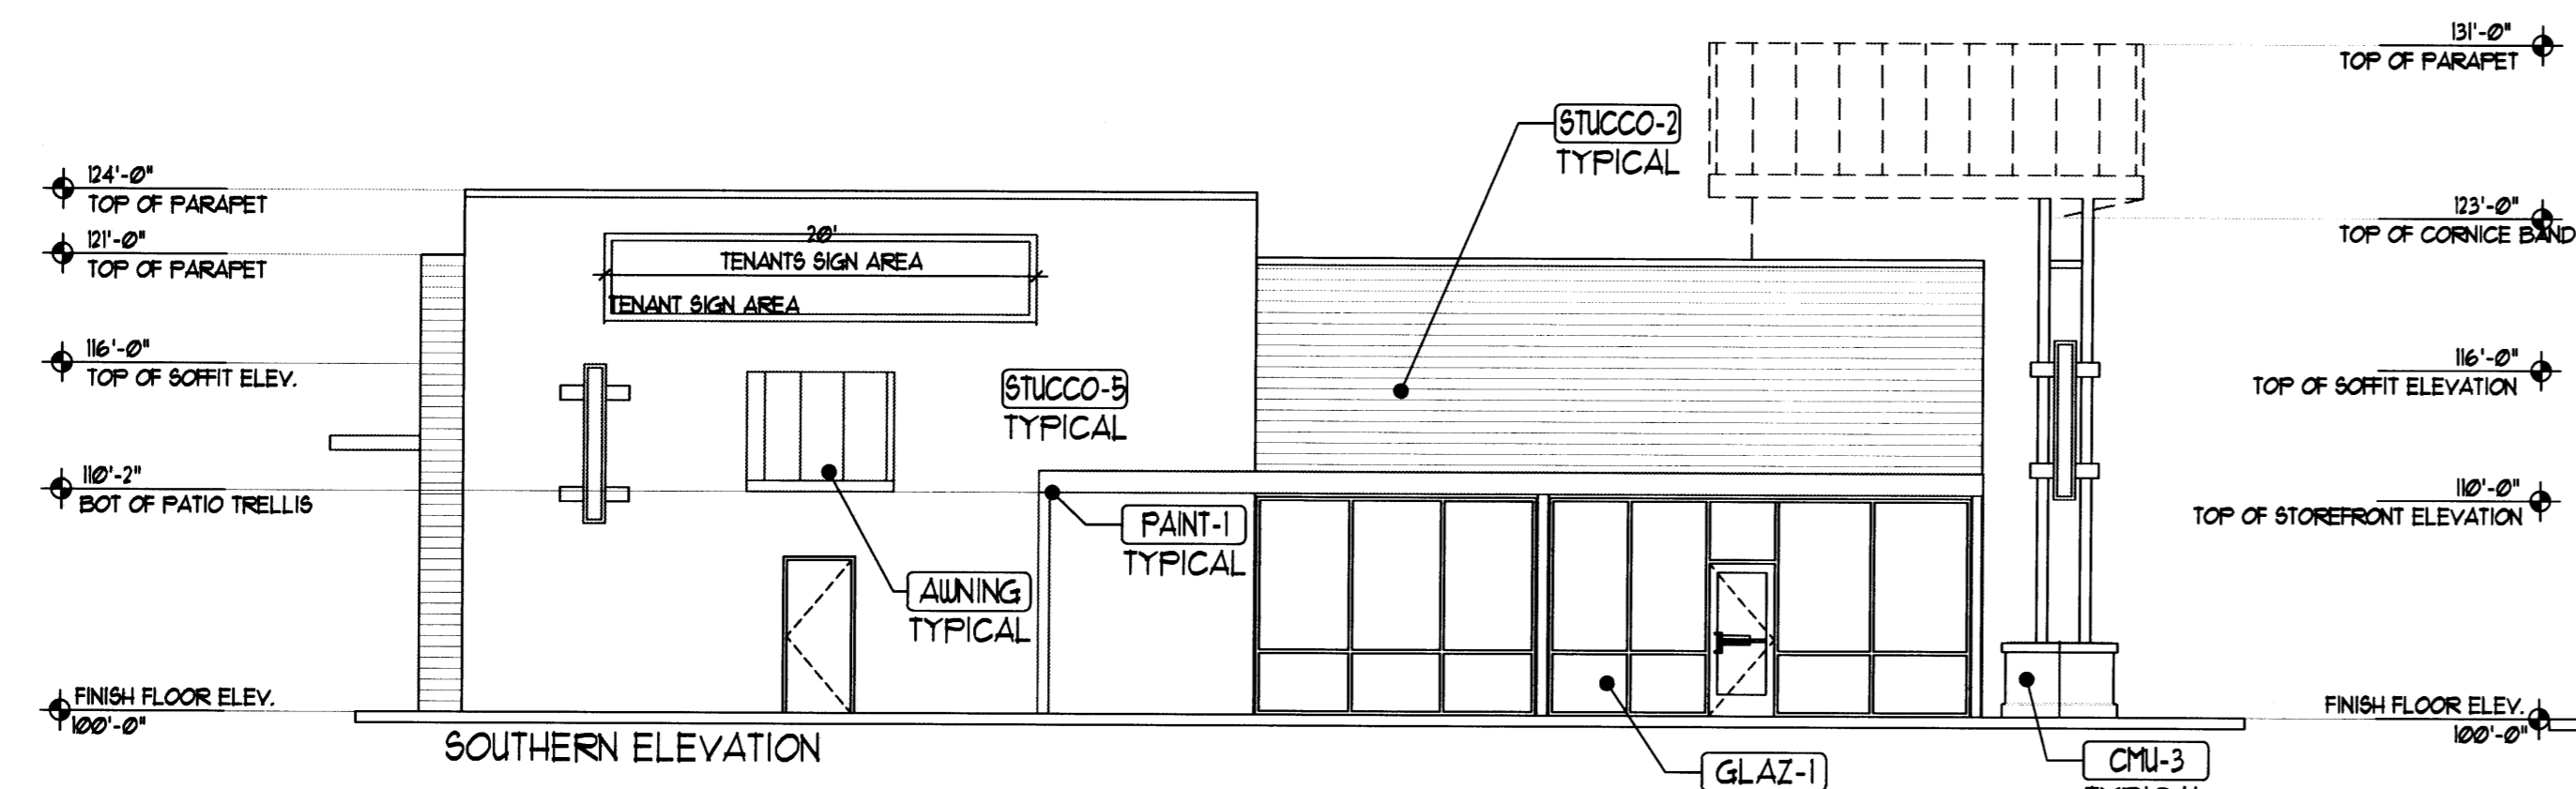 131'-0"
TOP OF PARAPET
STUCCO-2
TYPICAL
124'-0"
TOP OF PARAPET
123'-0"
TOP OF CORNICE BAND
121'-0"
TOP OF PARAPET
20'
TENANTS SIGN AREA
TENANT SIGN AREA
116'-0"
TOP OF SOFFIT ELEV.
116'-0"
TOP OF SOFFIT ELEVATION
STUCCO-5
TYPICAL
110'-2"
BOT OF PATIO TRELLIS
110'-0"
TOP OF STOREFRONT ELEVATION
PAINT-1
TYPICAL
AWNING
TYPICAL
FINISH FLOOR ELEV.
100'-0"
FINISH FLOOR ELEV.
100'-0"
SOUTHERN ELEVATION
GLAZ-1
CMU-3